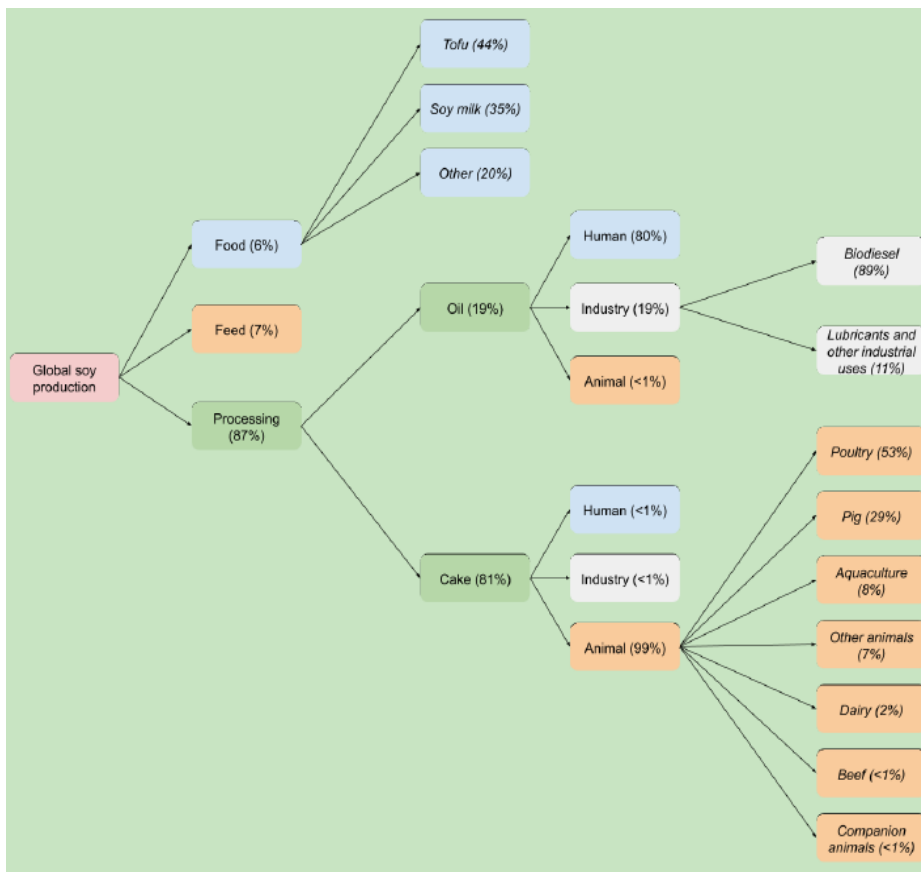 Tofu (44%)
Soy milk (35%)
Other (20%)
Food (6%)
Human (80%)
Biodiesel
(89%)
Feed (7%)
Oil (19%)
Industry (19%)
Lubricants and
other industrial
uses (11%)
Global soy
production
Animal (<1%)
Processing
(87%)
Poultry (53%)
Human (<1%)
Pig (29%)
Cake (81%)
Industry (<1%)
Aquaculture
(8%)
Animal (99%)
Other animals
(7%)
Dairy (2%)
Beef (<1%)
Companion
animals (<1%)